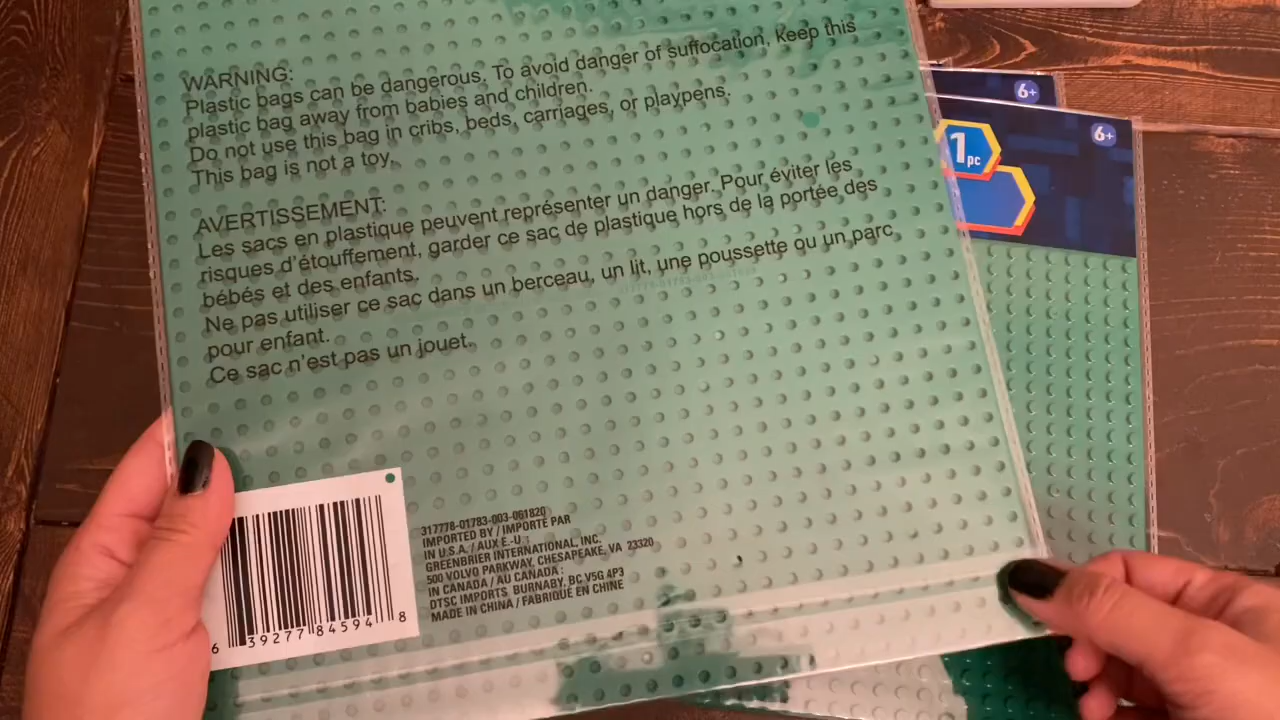 WARNING:
Plastic bags can be dangerous. To avoid danger of suffocation, keep this
plastic bag away from babies and children.
Do not use this bag in cribs, beds, carriages, or playpens.
This bag is not a toy.
AVERTISSEMENT:
Les sacs en plastique peuvent représenter un danger. Pour éviter les
risques d'étouffement, garder ce sac de plastique hors de la portée des
bébés et des enfants.
Ne pas utiliser ce sac dans un berceau, un lit, une poussette ou un parc
pour enfant.
Ce sac n'est pas un jouet.
317778-01783-003-061820
IMPORTED BY / IMPORTÉ PAR
IN U.S.A. / AUX É.-U. :
GREENBRIER INTERNATIONAL, INC.
500 VOLVO PARKWAY, CHESAPEAKE, VA 23320
IN CANADA / AU CANADA :
DTSC IMPORTS, BURNABY, BC V5G 4P3
MADE IN CHINA / FABRIQUÉ EN CHINE
6 39277 84594 8
6+
1 pc
6+